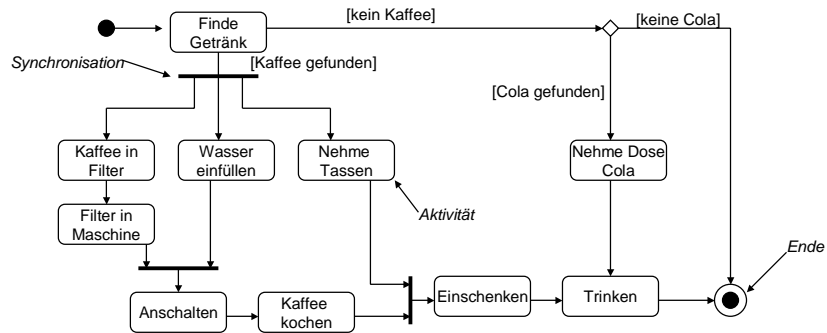 Finde
Getränk
[kein Kaffee]
[keine Cola]
Synchronisation
[Kaffee gefunden]
[Cola gefunden]
Kaffee in
Filter
Wasser
einfüllen
Nehme
Tassen
Nehme Dose
Cola
Filter in
Maschine
Aktivität
Ende
Anschalten
Kaffee
kochen
Einschenken
Trinken